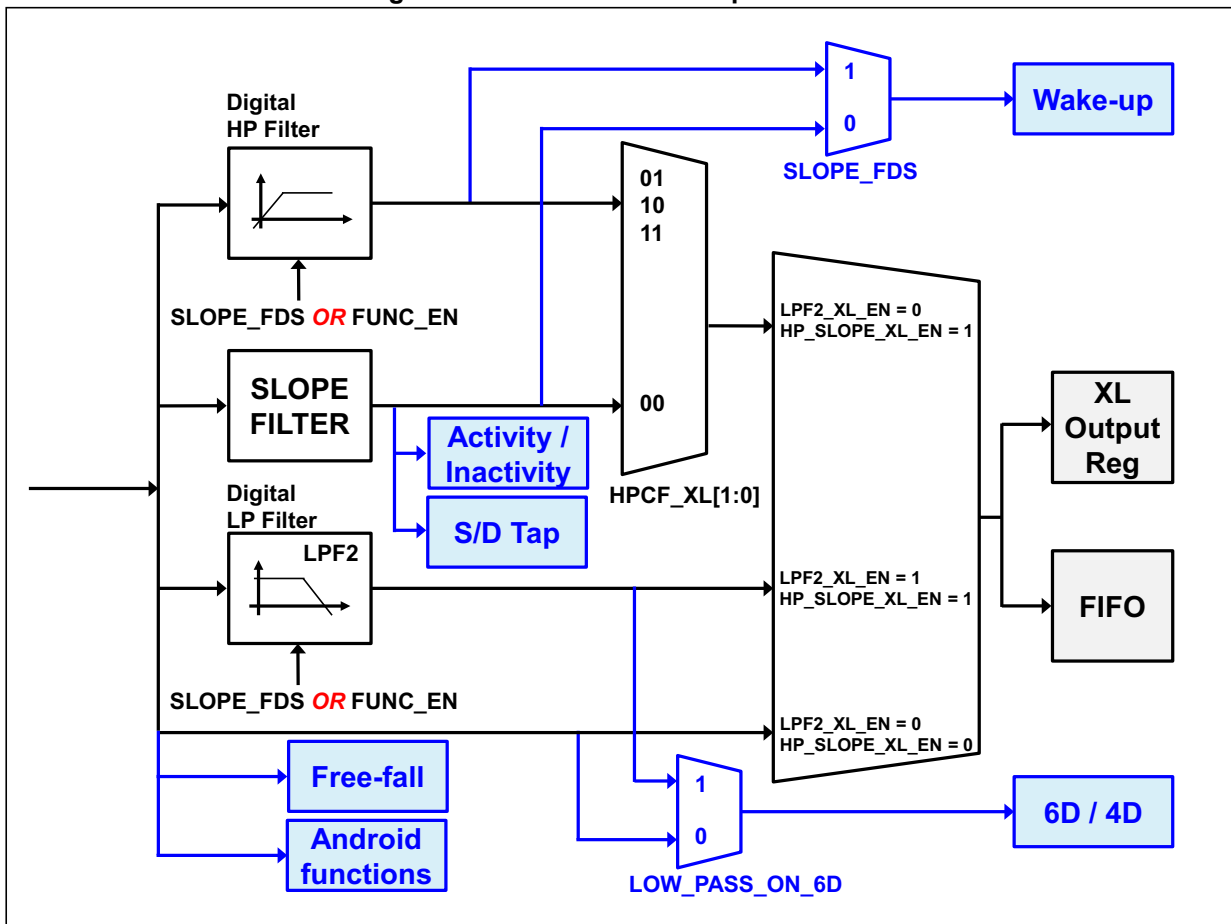 Digital
HP Filter
SLOPE_FDS OR FUNC_EN
SLOPE
FILTER
Digital
LP Filter
LPF2
SLOPE_FDS OR FUNC_EN
Activity /
Inactivity
S/D Tap
Free-fall
Android
functions
01
10
11
00
HPCF_XL[1:0]
1
0
SLOPE_FDS
Wake-up
LPF2_XL_EN = 0
HP_SLOPE_XL_EN = 1
LPF2_XL_EN = 1
HP_SLOPE_XL_EN = 1
LPF2_XL_EN = 0
HP_SLOPE_XL_EN = 0
XL
Output
Reg
FIFO
1
0
LOW_PASS_ON_6D
6D / 4D